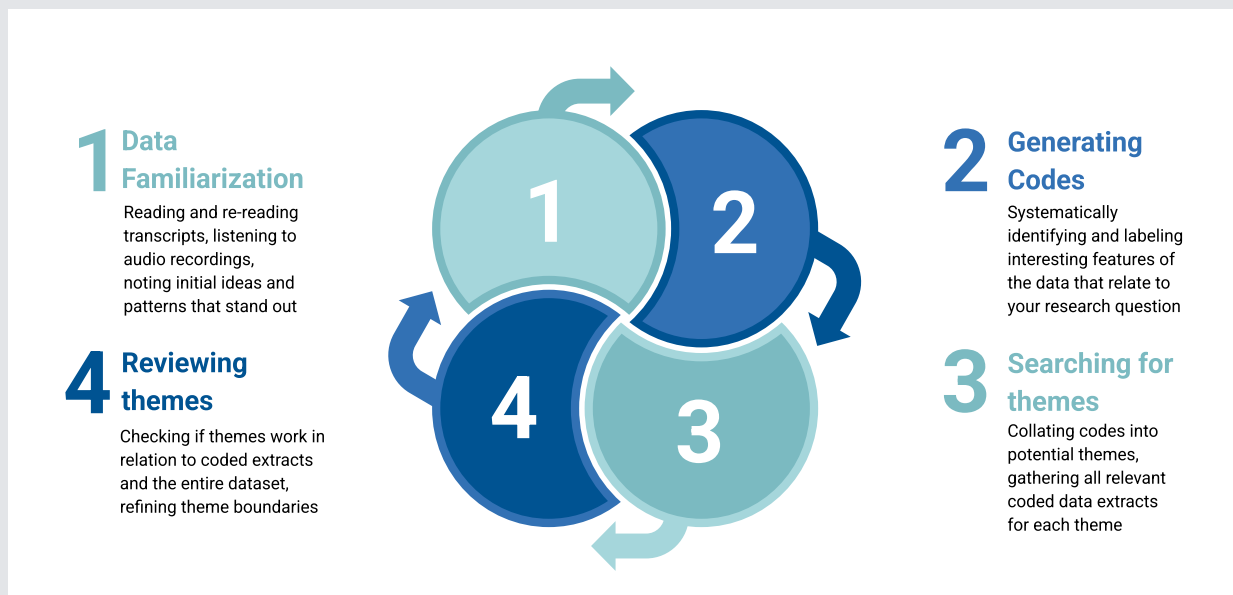 1
Data
Familiarization
Reading and re-reading
transcripts, listening to
audio recordings,
noting initial ideas and
patterns that stand out
2
Generating
Codes
Systematically
identifying and labeling
interesting features of
the data that relate to
your research question
1
2
4
3
4
Reviewing
themes
Checking if themes work in
relation to coded extracts
and the entire dataset,
refining theme boundaries
3
Searching for
themes
Collating codes into
potential themes,
gathering all relevant
coded data extracts
for each theme